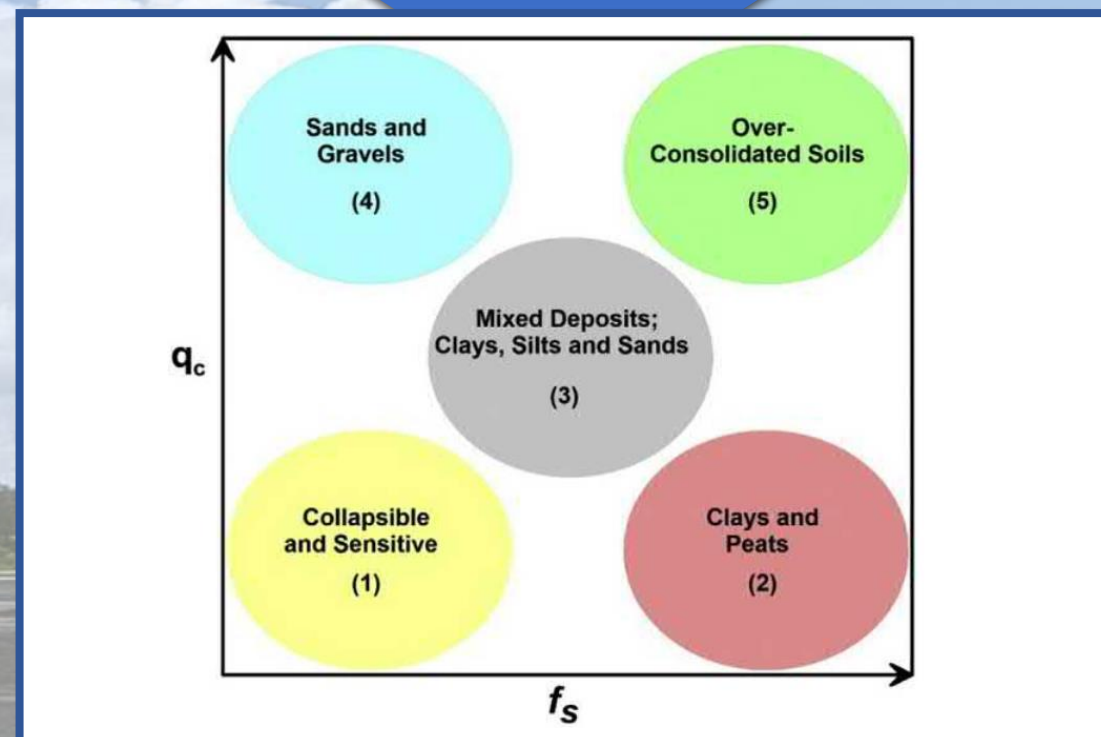 Sands and
Gravels
(4)
Over-
Consolidated Soils
(5)
Mixed Deposits;
Clays, Silts and Sands
(3)
qc
Collapsible
and Sensitive
(1)
Clays and
Peats
(2)
fs